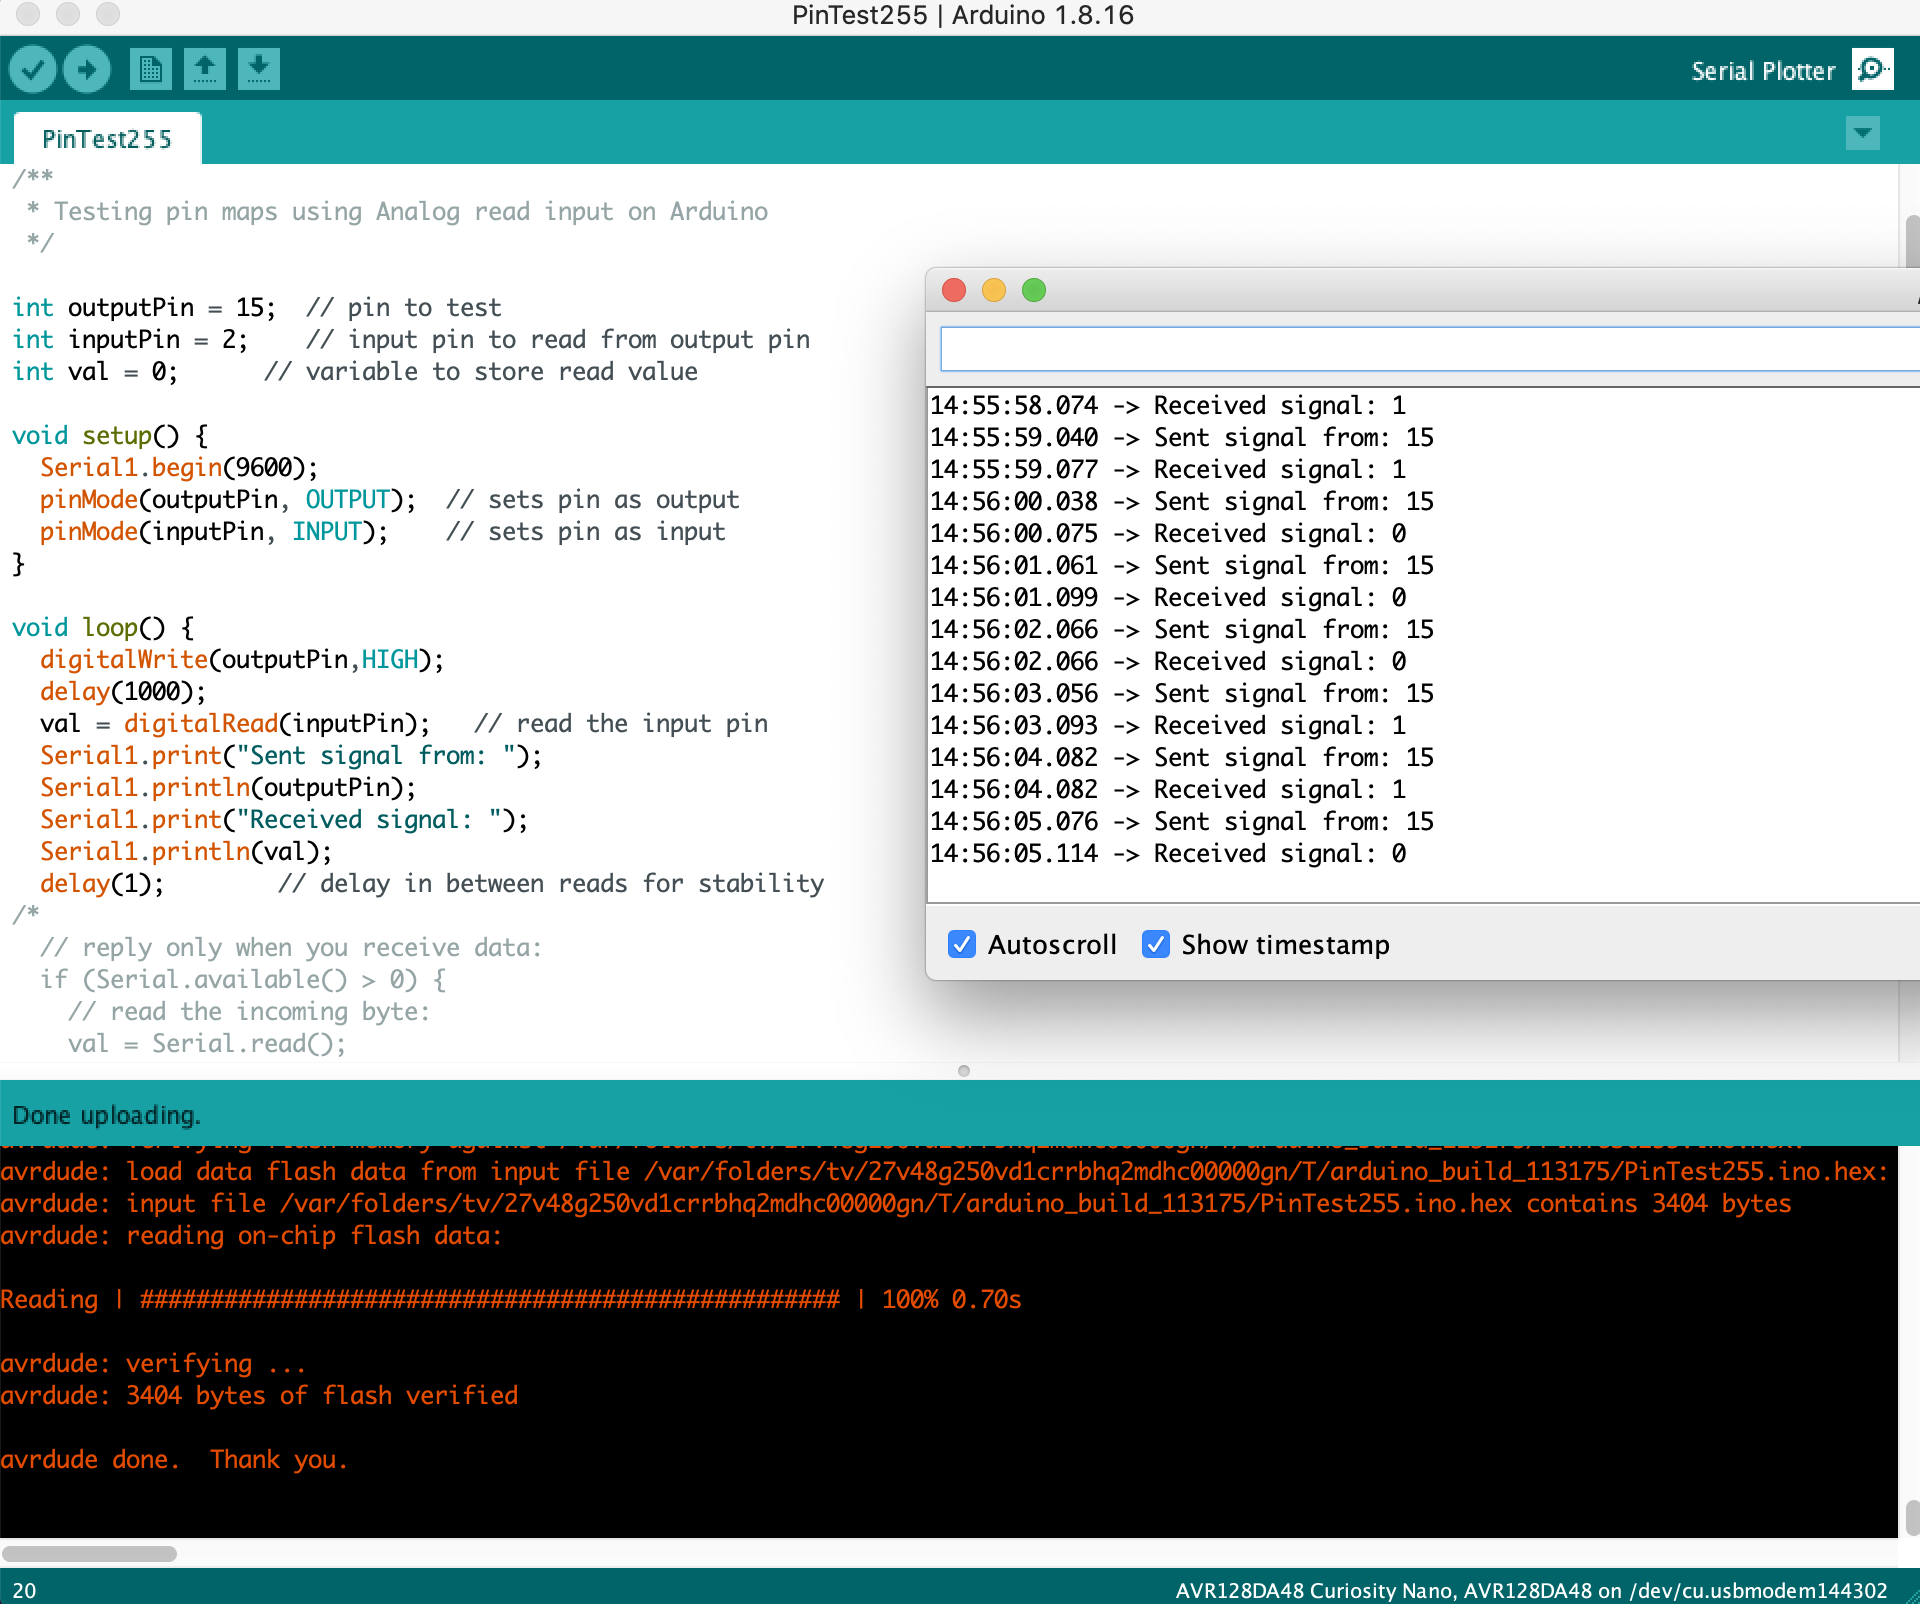 PinTest255 | Arduino 1.8.16
Serial Plotter
PinTest255
/**
 * Testing pin maps using Analog read input on Arduino
 */
int outputPin = 15;  // pin to test
int inputPin = 2;    // input pin to read from output pin
int val = 0;      // variable to store read value
void setup() {
  Serial1.begin(9600);
  pinMode(outputPin, OUTPUT);  // sets pin as output
  pinMode(inputPin, INPUT);    // sets pin as input
}
void loop() {
  digitalWrite(outputPin,HIGH);
  delay(1000);
  val = digitalRead(inputPin);   // read the input pin
  Serial1.print("Sent signal from: ");
  Serial1.println(outputPin);
  Serial1.print("Received signal: ");
  Serial1.println(val);
  delay(1);        // delay in between reads for stability
/*
  // reply only when you receive data:
  if (Serial.available() > 0) {
    // read the incoming byte:
    val = Serial.read();
14:55:58.074 -> Received signal: 1
14:55:59.040 -> Sent signal from: 15
14:55:59.077 -> Received signal: 1
14:56:00.038 -> Sent signal from: 15
14:56:00.075 -> Received signal: 0
14:56:01.061 -> Sent signal from: 15
14:56:01.099 -> Received signal: 0
14:56:02.066 -> Sent signal from: 15
14:56:02.066 -> Received signal: 0
14:56:03.056 -> Sent signal from: 15
14:56:03.093 -> Received signal: 1
14:56:04.082 -> Sent signal from: 15
14:56:04.082 -> Received signal: 1
14:56:05.076 -> Sent signal from: 15
14:56:05.114 -> Received signal: 0
Autoscroll
Show timestamp
Done uploading.
avrdude: load data flash data from input file /var/folders/tv/27v48g250vd1crrbhq2mdhc00000gn/T/arduino_build_113175/PinTest255.ino.hex:
avrdude: input file /var/folders/tv/27v48g250vd1crrbhq2mdhc00000gn/T/arduino_build_113175/PinTest255.ino.hex contains 3404 bytes
avrdude: reading on-chip flash data:
Reading | ################################################## | 100% 0.70s
avrdude: verifying ...
avrdude: 3404 bytes of flash verified
avrdude done.  Thank you.
20
AVR128DA48 Curiosity Nano, AVR128DA48 on /dev/cu.usbmodem144302